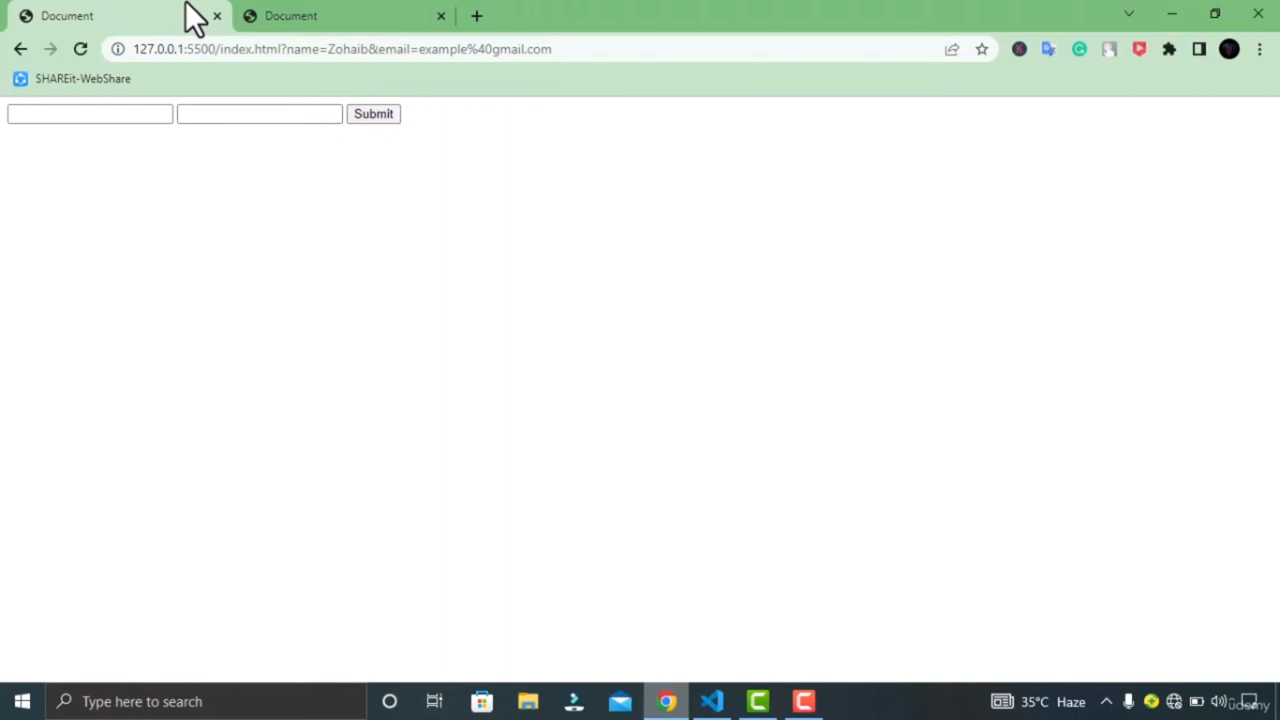 Document
Document
127.0.0.1:5500/index.html?name=Zohaib&email=example%40gmail.com
SHAREit-WebShare
Submit
Type here to search
35°C Haze
ûdemy